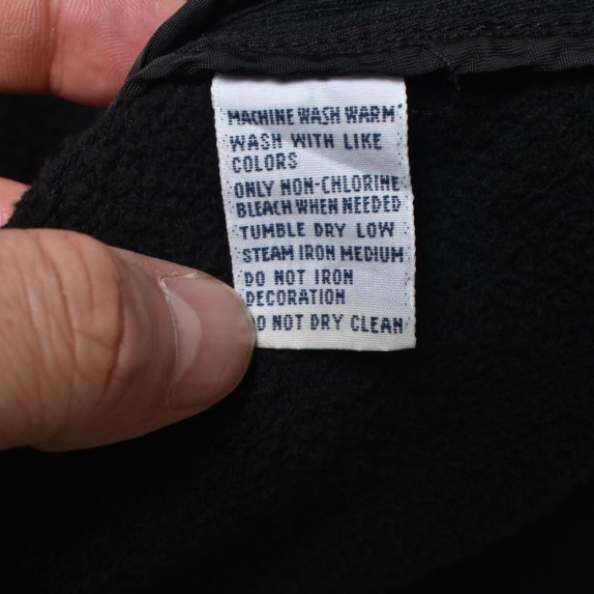 MACHINE WASH WARM
WASH WITH LIKE
COLORS
ONLY NON-CHLORINE
BLEACH WHEN NEEDED
TUMBLE DRY LOW
STEAM IRON MEDIUM
DO NOT IRON
DECORATION
DO NOT DRY CLEAN